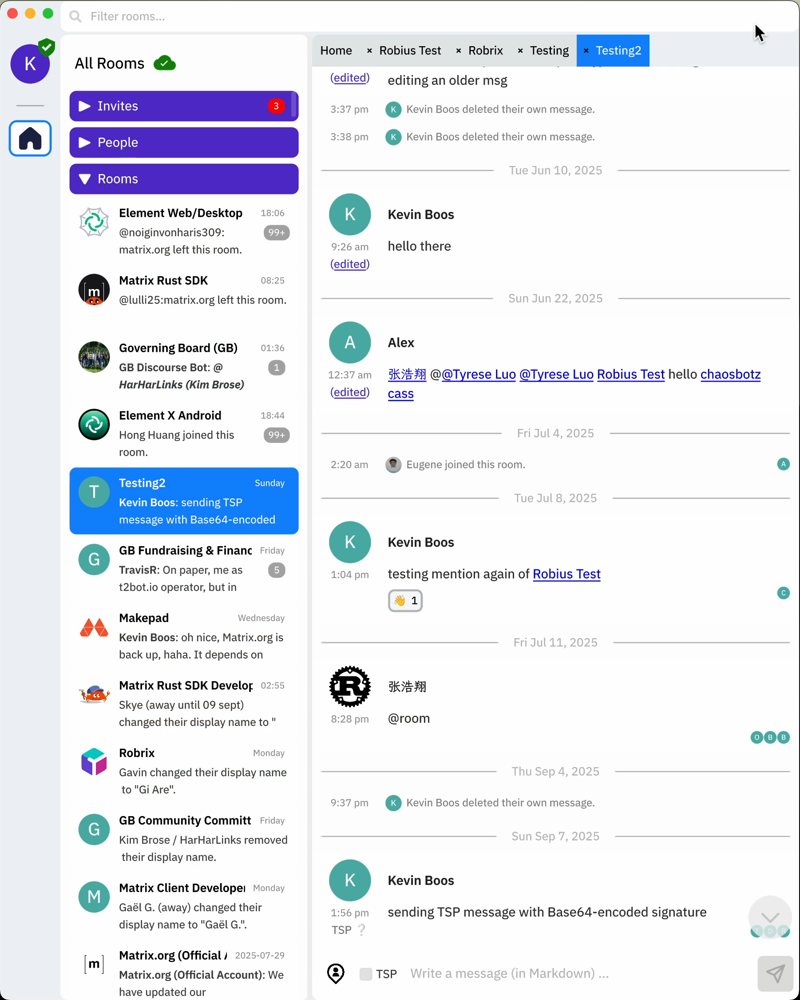 Filter rooms...
K
All Rooms
Invites 3
People
Rooms
Element Web/Desktop 18:06
@noiginvonharis309: 99+
matrix.org left this room.
[m]
Matrix Rust SDK 08:25
@lulli25:matrix.org left this room.
Governing Board (GB) 01:36
GB Discourse Bot: @ 1
HarHarLinks (Kim Brose)
Element X Android 18:44
Hong Huang joined this 99+
room.
T
Testing2 Sunday
Kevin Boos: sending TSP
message with Base64-encoded
G
GB Fundraising & Financ Friday
TravisR: On paper, me as 5
t2bot.io operator, but in
Makepad Wednesday
Kevin Boos: oh nice, Matrix.org is
back up, haha. It depends on
Matrix Rust SDK Develop 02:55
Skye (away until 09 sept)
changed their display name to "
Robrix Monday
Gavin changed their display name
to "Gi Are".
G
GB Community Committ Friday
Kim Brose / HarHarLinks removed
their display name.
M
Matrix Client Develope Monday
Gaël G. (away) changed their
display name to "Gaël G.".
[m]
Matrix.org (Official 2025-07-29
Matrix.org (Official Account): We
have updated our
Home × Robius Test × Robrix × Testing × Testing2
(edited) editing an older msg
3:37 pm K Kevin Boos deleted their own message.
3:38 pm K Kevin Boos deleted their own message.
Tue Jun 10, 2025
K Kevin Boos
9:26 am hello there
(edited)
Sun Jun 22, 2025
A Alex
12:37 am 张浩翔 @@Tyrese Luo @Tyrese Luo Robius Test hello chaosbotz
(edited) cass
Fri Jul 4, 2025
2:20 am Eugene joined this room. A
Tue Jul 8, 2025
K Kevin Boos
1:04 pm testing mention again of Robius Test
👋 1 C
Fri Jul 11, 2025
R 张浩翔
8:28 pm @room
O B B
Thu Sep 4, 2025
9:37 pm K Kevin Boos deleted their own message.
Sun Sep 7, 2025
K Kevin Boos
1:56 pm sending TSP message with Base64-encoded signature
TSP ❔ T D R
TSP Write a message (in Markdown) ...